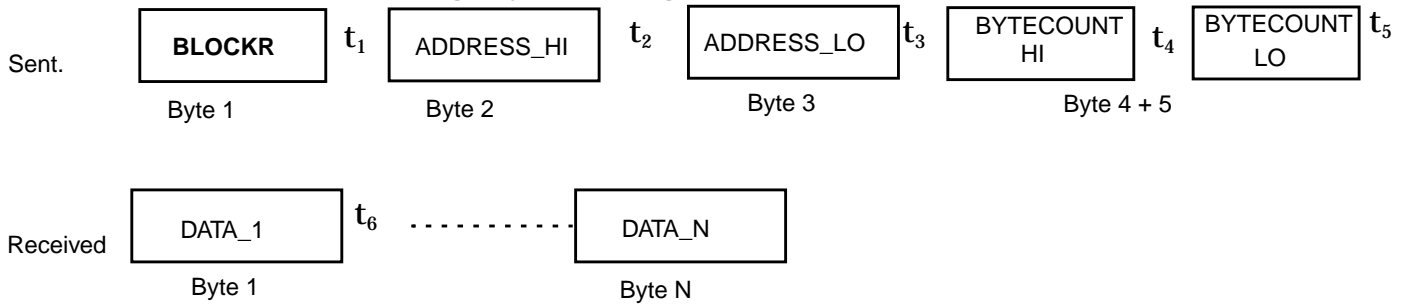 BLOCKR t₁ ADDRESS_HI t₂ ADDRESS_LO t₃ BYTECOUNT HI t₄ BYTECOUNT LO t₅
Sent.
Byte 1 Byte 2 Byte 3 Byte 4 + 5
DATA_1 t₆ DATA_N
Received
Byte 1 Byte N